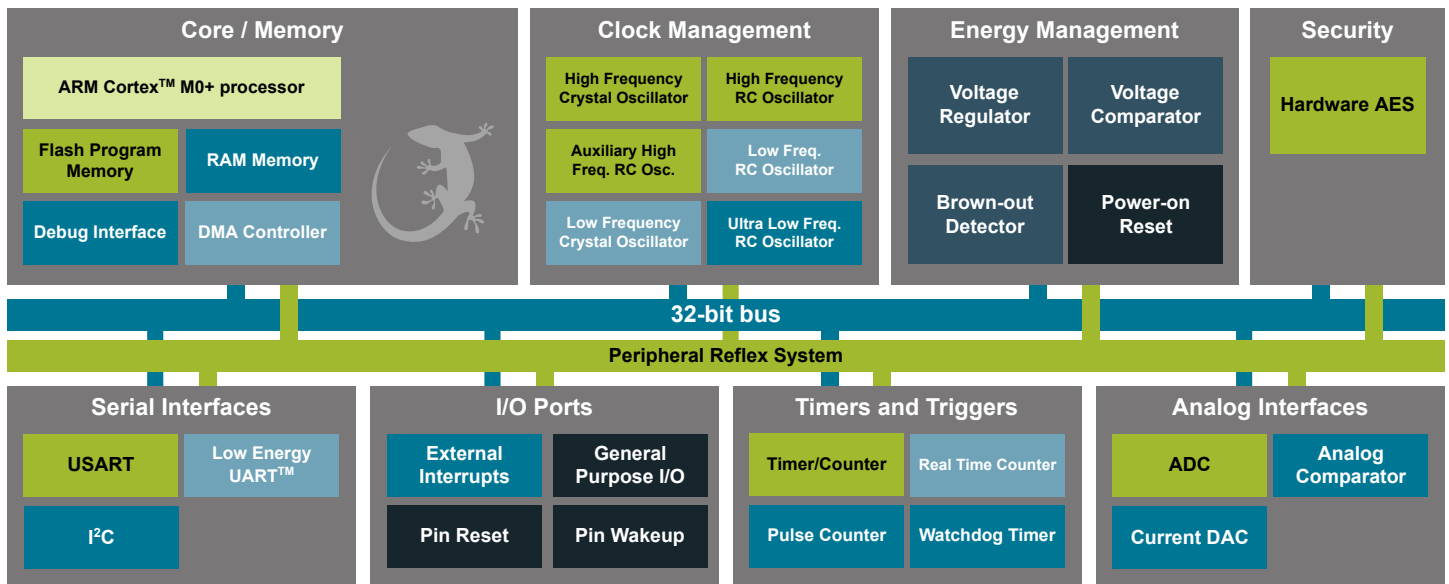 Core / Memory
ARM Cortex™ M0+ processor
Flash Program
Memory
RAM Memory
Debug Interface
DMA Controller
Clock Management
High Frequency
Crystal Oscillator
High Frequency
RC Oscillator
Auxiliary High
Freq. RC Osc.
Low Freq.
RC Oscillator
Low Frequency
Crystal Oscillator
Ultra Low Freq.
RC Oscillator
Energy Management
Voltage
Regulator
Voltage
Comparator
Brown-out
Detector
Power-on
Reset
Security
Hardware AES
32-bit bus
Peripheral Reflex System
Serial Interfaces
USART
Low Energy
UART™
I²C
I/O Ports
External
Interrupts
General
Purpose I/O
Pin Reset
Pin Wakeup
Timers and Triggers
Timer/Counter
Real Time Counter
Pulse Counter
Watchdog Timer
Analog Interfaces
ADC
Analog
Comparator
Current DAC